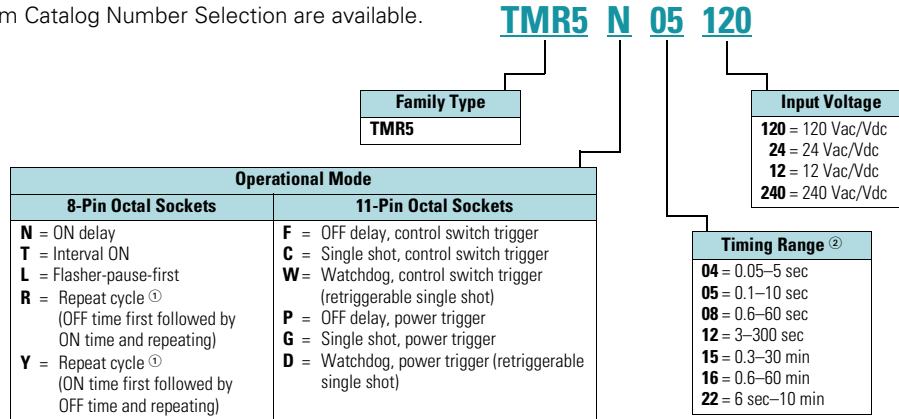 m Catalog Number Selection are available.
TMR5 N 05 120
Family Type
TMR5
Input Voltage
120 = 120 Vac/Vdc
24 = 24 Vac/Vdc
12 = 12 Vac/Vdc
240 = 240 Vac/Vdc
Operational Mode
8-Pin Octal Sockets
N = ON delay
T = Interval ON
L = Flasher-pause-first
R = Repeat cycle ①
(OFF time first followed by
ON time and repeating)
Y = Repeat cycle ①
(ON time first followed by
OFF time and repeating)
11-Pin Octal Sockets
F = OFF delay, control switch trigger
C = Single shot, control switch trigger
W = Watchdog, control switch trigger
(retriggerable single shot)
P = OFF delay, power trigger
G = Single shot, power trigger
D = Watchdog, power trigger (retriggerable
single shot)
Timing Range ②
04 = 0.05–5 sec
05 = 0.1–10 sec
08 = 0.6–60 sec
12 = 3–300 sec
15 = 0.3–30 min
16 = 0.6–60 min
22 = 6 sec–10 min